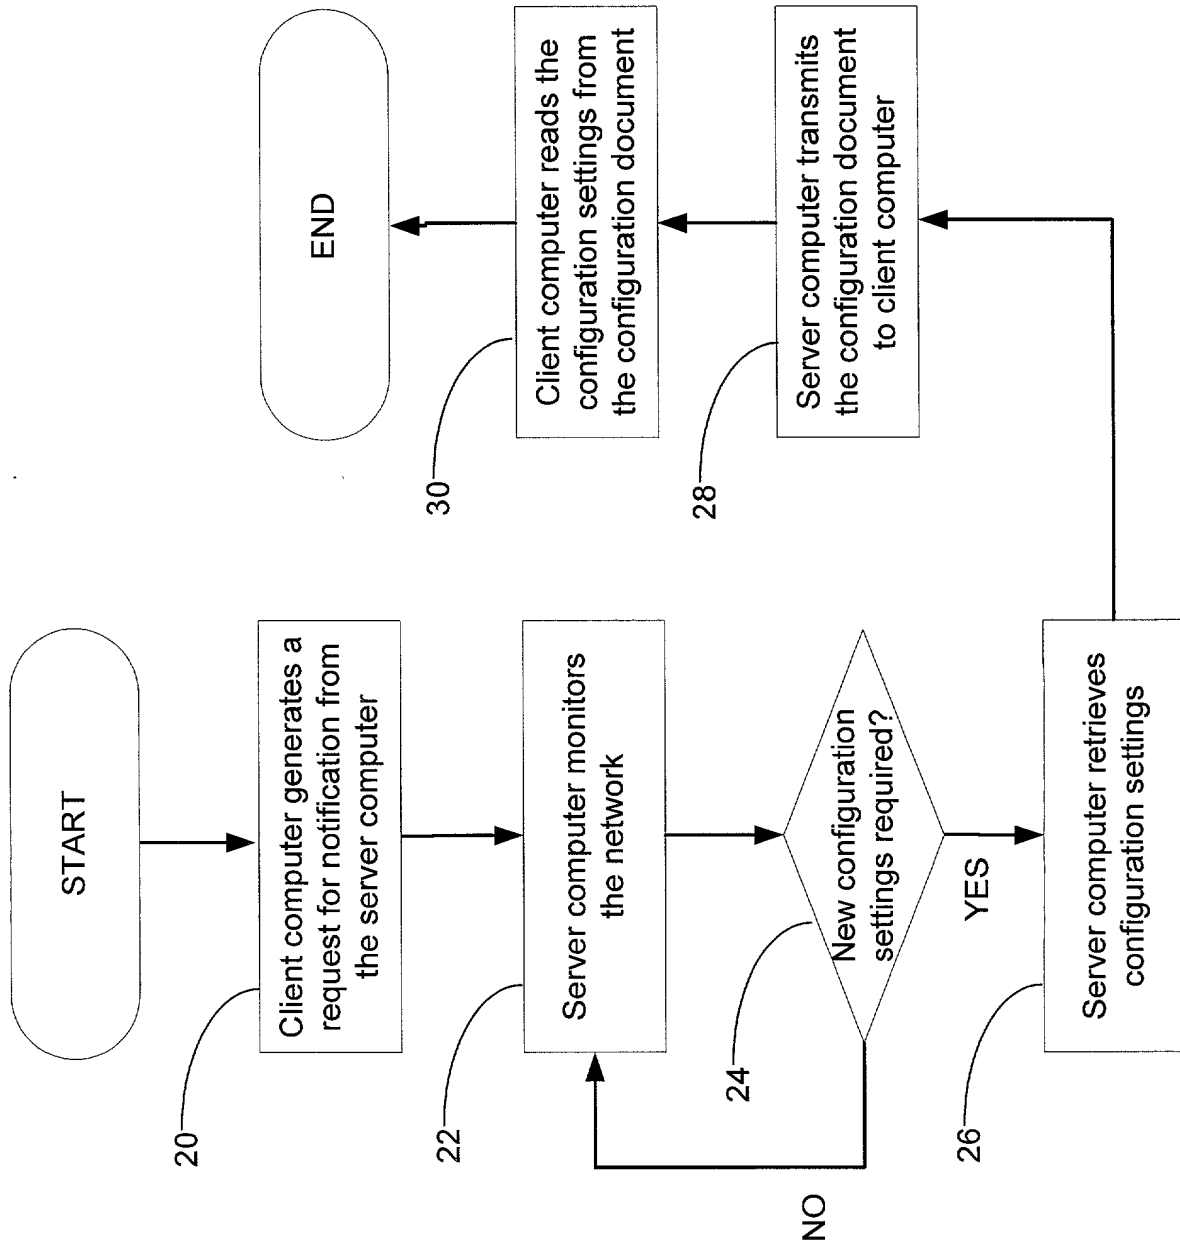 START
Client computer generates a
request for notification from
the server computer
20
Server computer monitors
the network
22
New configuration
settings required?
24
NO
YES
Server computer retrieves
configuration settings
26
Server computer transmits
the configuration document
to client computer
28
Client computer reads the
configuration settings from
the configuration document
30
END